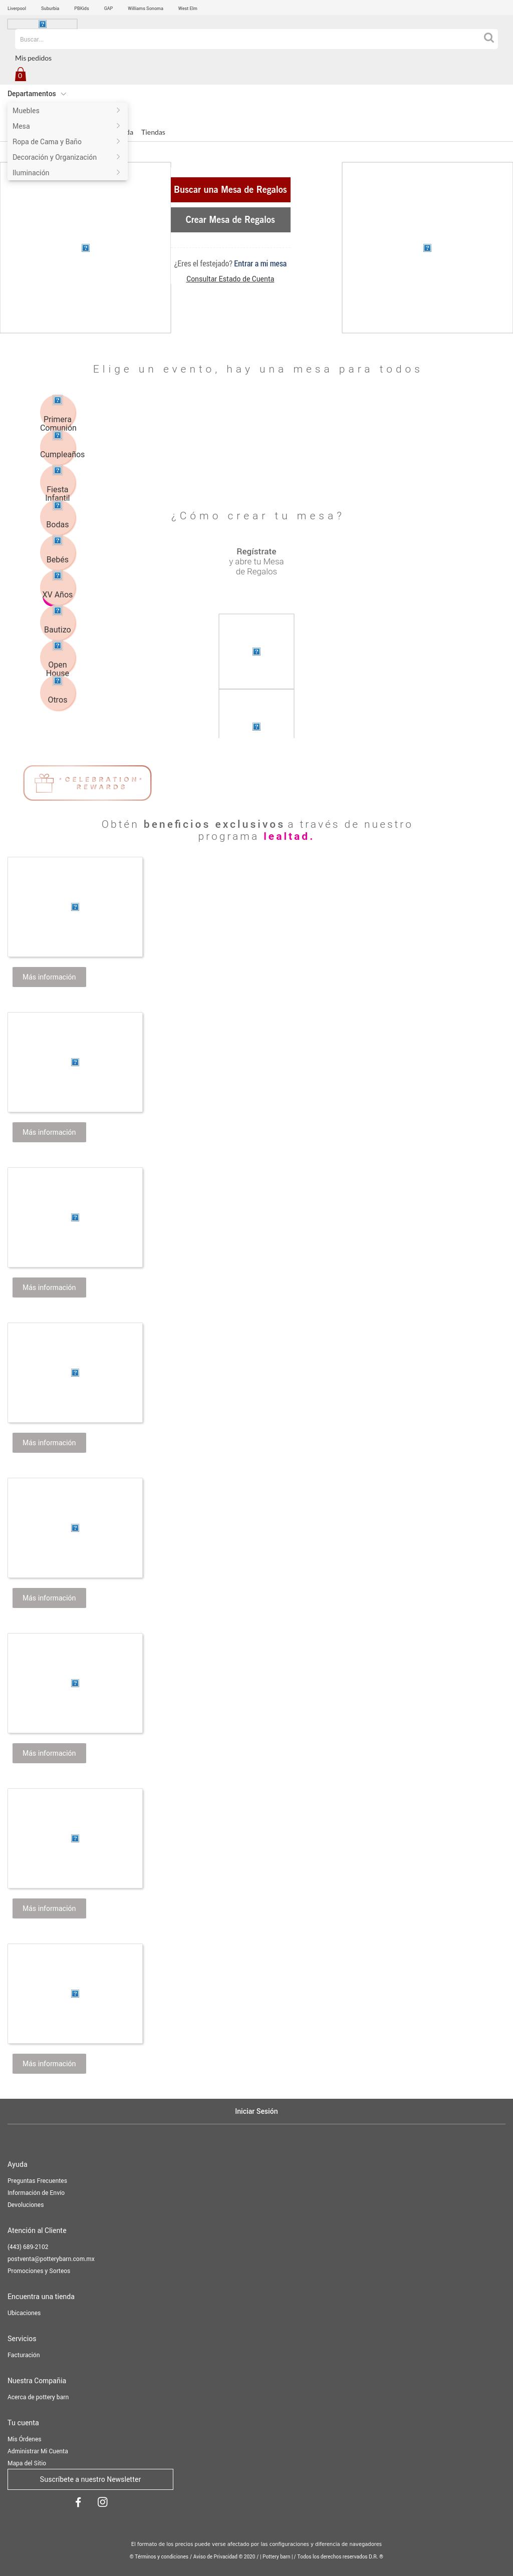 Liverpool Suburbia PBKids GAP Williams Sonoma West Elm
Buscar...
Mis pedidos
0
Departamentos
Muebles
Mesa
Ropa de Cama y Baño
Decoración y Organización
Iluminación
da Tiendas
Buscar una Mesa de Regalos
Crear Mesa de Regalos
¿Eres el festejado? Entrar a mi mesa
Consultar Estado de Cuenta
Elige un evento, hay una mesa para todos
Primera
Comunión
Cumpleaños
Fiesta
Infantil
Bodas
Bebés
XV Años
Bautizo
Open
House
Otros
¿Cómo crear tu mesa?
Regístrate
y abre tu Mesa
de Regalos
CELEBRATION
REWARDS
Obtén beneficios exclusivos a través de nuestro
programa lealtad.
Más información
Más información
Más información
Más información
Más información
Más información
Más información
Más información
Iniciar Sesión
Ayuda
Preguntas Frecuentes
Información de Envío
Devoluciones
Atención al Cliente
(443) 689-2102
postventa@potterybarn.com.mx
Promociones y Sorteos
Encuentra una tienda
Ubicaciones
Servicios
Facturación
Nuestra Compañia
Acerca de pottery barn
Tu cuenta
Mis Órdenes
Administrar Mi Cuenta
Mapa del Sitio
Suscríbete a nuestro Newsletter
El formato de los precios puede verse afectado por las configuraciones y diferencia de navegadores
® Términos y condiciones / Aviso de Privacidad © 2020 / | Pottery barn | / Todos los derechos reservados D.R. ®